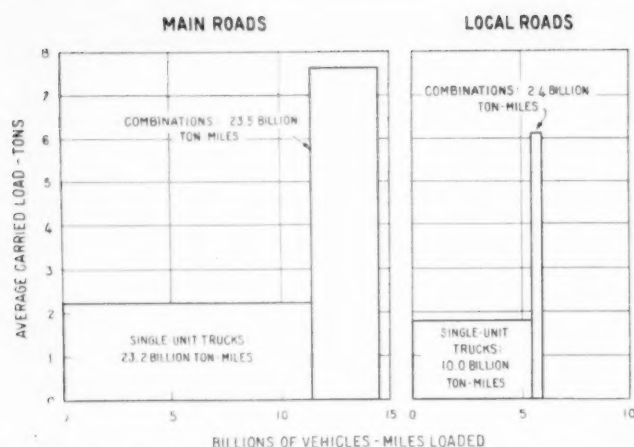 MAIN ROADS
LOCAL ROADS
AVERAGE CARRIED LOAD - TONS
8
7
6
5
4
3
2
1
0
COMBINATIONS: 23.5 BILLION
TON-MILES
COMBINATIONS: 2.4 BILLION
TON-MILES
SINGLE-UNIT TRUCKS:
23.2 BILLION TON-MILES
SINGLE-UNIT
TRUCKS:
10.0 BILLION
TON-MILES
5 10 15
0 5 10
BILLIONS OF VEHICLES - MILES LOADED